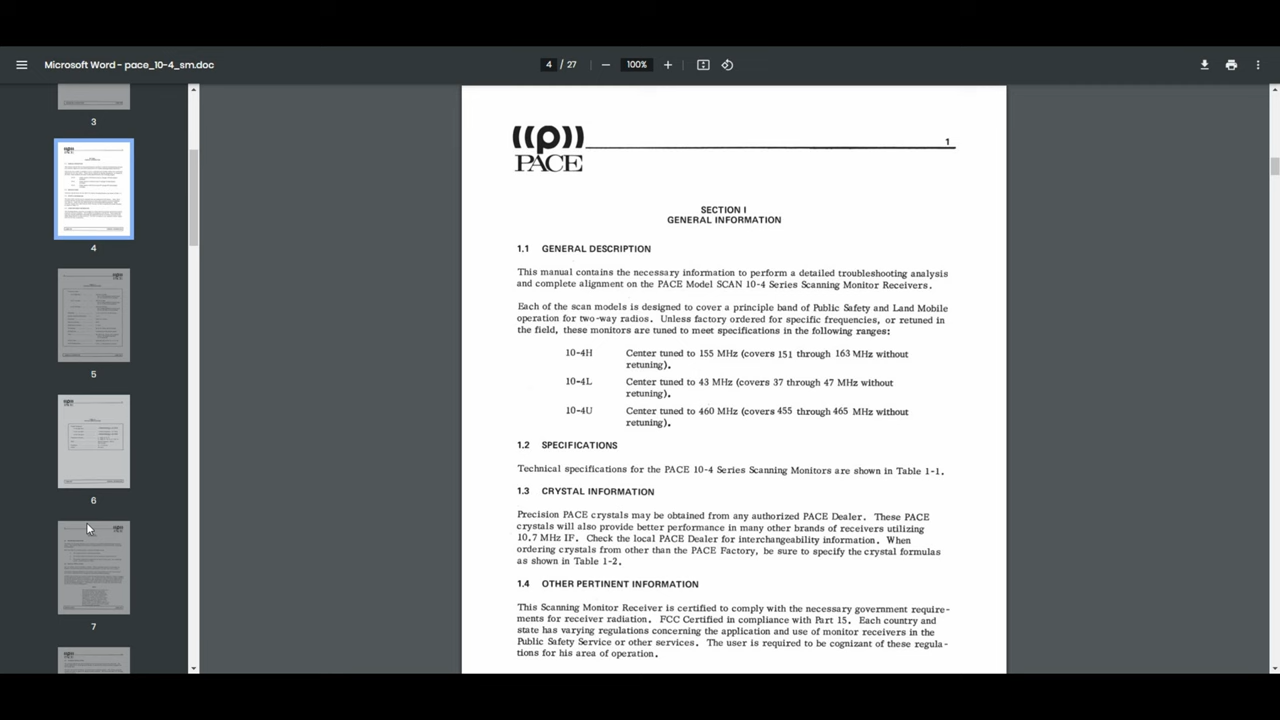 Microsoft Word - pace_10-4_sm.doc
4 / 27
100%
3
4
5
6
7
((p))
PACE
1
SECTION I
GENERAL INFORMATION
1.1 GENERAL DESCRIPTION
This manual contains the necessary information to perform a detailed troubleshooting analysis
and complete alignment on the PACE Model SCAN 10-4 Series Scanning Monitor Receivers.
Each of the scan models is designed to cover a principle band of Public Safety and Land Mobile
operation for two-way radios. Unless factory ordered for specific frequencies, or retuned in
the field, these monitors are tuned to meet specifications in the following ranges:
10-4H Center tuned to 155 MHz (covers 151 through 163 MHz without
retuning).
10-4L Center tuned to 43 MHz (covers 37 through 47 MHz without
retuning).
10-4U Center tuned to 460 MHz (covers 455 through 465 MHz without
retuning).
1.2 SPECIFICATIONS
Technical specifications for the PACE 10-4 Series Scanning Monitors are shown in Table 1-1.
1.3 CRYSTAL INFORMATION
Precision PACE crystals may be obtained from any authorized PACE Dealer. These PACE
crystals will also provide better performance in many other brands of receivers utilizing
10.7 MHz IF. Check the local PACE Dealer for interchangeability information. When
ordering crystals from other than the PACE Factory, be sure to specify the crystal formulas
as shown in Table 1-2.
1.4 OTHER PERTINENT INFORMATION
This Scanning Monitor Receiver is certified to comply with the necessary government require-
ments for receiver radiation. FCC Certified in compliance with Part 15. Each country and
state has varying regulations concerning the application and use of monitor receivers in the
Public Safety Service or other services. The user is required to be cognizant of these regula-
tions for his area of operation.